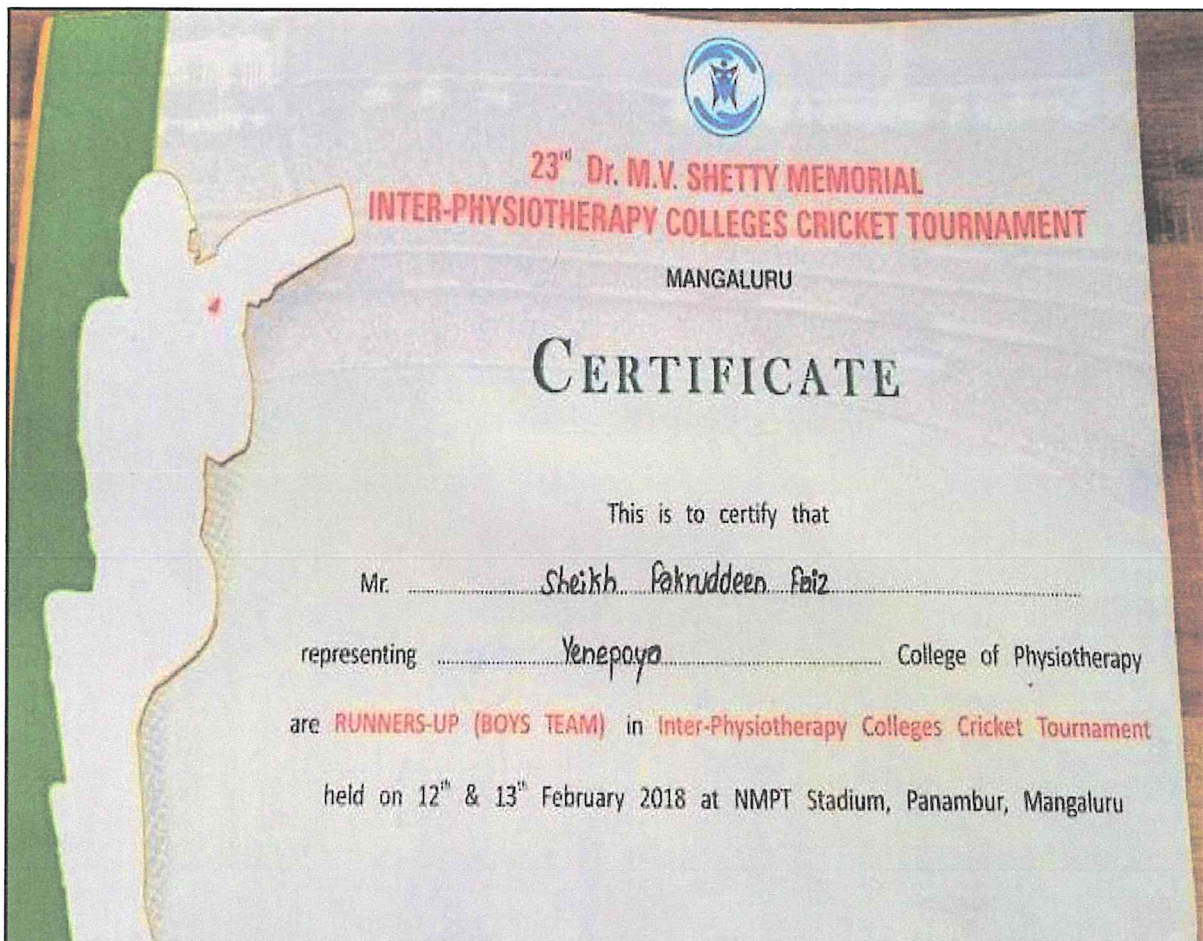 23rd Dr. M.V. SHETTY MEMORIAL
INTER-PHYSIOTHERAPY COLLEGES CRICKET TOURNAMENT
MANGALURU
CERTIFICATE
This is to certify that
Mr. Sheikh Fakruddeen Faiz
representing Yenepoya College of Physiotherapy
are RUNNERS-UP (BOYS TEAM) in Inter-Physiotherapy Colleges Cricket Tournament
held on 12th & 13th February 2018 at NMPT Stadium, Panambur, Mangaluru